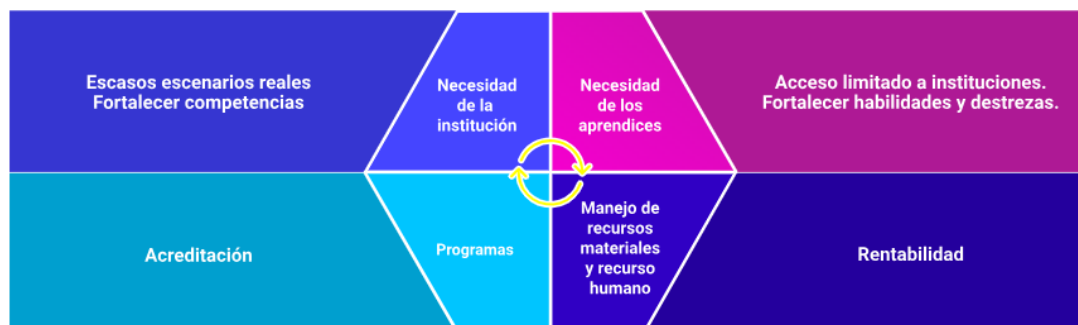 Escasos escenarios reales
Fortalecer competencias
Necesidad
de la
institución
Necesidad
de los
aprendices
Acceso limitado a instituciones.
Fortalecer habilidades y destrezas.
Acreditación
Programas
Manejo de
recursos
materiales
y recurso
humano
Rentabilidad